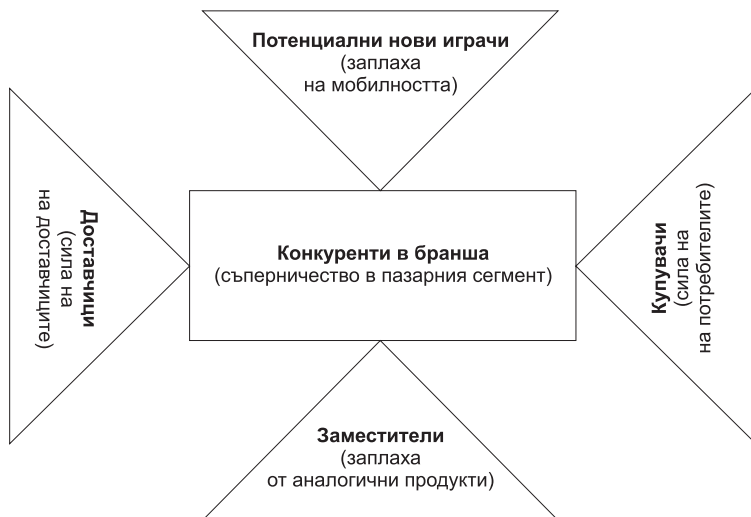 Потенциални нови играчи
(заплаха
на мобилността)
Доставчици
(сила на
на доставчиците)
Конкуренти в бранша
(съперничество в пазарния сегмент)
Купувачи
(сила на
на потребителите)
Заместители
(заплаха
от аналогични продукти)